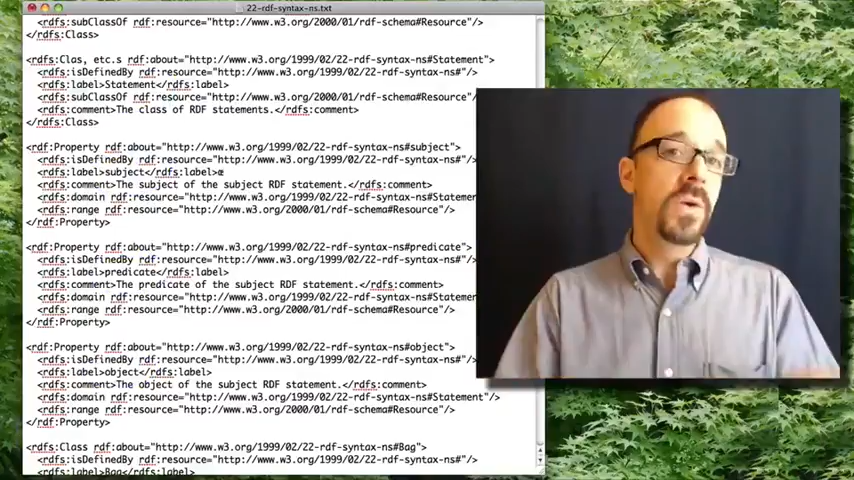 22-rdf-syntax-ns.txt
<rdfs:subClassOf rdf:resource="http://www.w3.org/2000/01/rdf-schema#Resource"/>
</rdfs:Class>
<rdfs:Clas, etc.s rdf:about="http://www.w3.org/1999/02/22-rdf-syntax-ns#Statement">
<rdfs:isDefinedBy rdf:resource="http://www.w3.org/1999/02/22-rdf-syntax-ns#"/>
<rdfs:label>Statement</rdfs:label>
<rdfs:subClassOf rdf:resource="http://www.w3.org/2000/01/rdf-schema#Resource"/
<rdfs:comment>The class of RDF statements.</rdfs:comment>
</rdfs:Class>
<rdf:Property rdf:about="http://www.w3.org/1999/02/22-rdf-syntax-ns#subject">
<rdfs:isDefinedBy rdf:resource="http://www.w3.org/1999/02/22-rdf-syntax-ns#"/
<rdfs:label>subject</rdfs:label>œ
<rdfs:comment>The subject of the subject RDF statement.</rdfs:comment>
<rdfs:domain rdf:resource="http://www.w3.org/1999/02/22-rdf-syntax-ns#Statemen
<rdfs:range rdf:resource="http://www.w3.org/2000/01/rdf-schema#Resource"/>
</rdf:Property>
<rdf:Property rdf:about="http://www.w3.org/1999/02/22-rdf-syntax-ns#predicate">
<rdfs:isDefinedBy rdf:resource="http://www.w3.org/1999/02/22-rdf-syntax-ns#"/
<rdfs:label>predicate</rdfs:label>
<rdfs:comment>The predicate of the subject RDF statement.</rdfs:comment>
<rdfs:domain rdf:resource="http://www.w3.org/1999/02/22-rdf-syntax-ns#Statemen
<rdfs:range rdf:resource="http://www.w3.org/2000/01/rdf-schema#Resource"/>
</rdf:Property>
<rdf:Property rdf:about="http://www.w3.org/1999/02/22-rdf-syntax-ns#object">
<rdfs:isDefinedBy rdf:resource="http://www.w3.org/1999/02/22-rdf-syntax-ns#"/>
<rdfs:label>object</rdfs:label>
<rdfs:comment>The object of the subject RDF statement.</rdfs:comment>
<rdfs:domain rdf:resource="http://www.w3.org/1999/02/22-rdf-syntax-ns#Statement"/>
<rdfs:range rdf:resource="http://www.w3.org/2000/01/rdf-schema#Resource"/>
</rdf:Property>
<rdfs:Class rdf:about="http://www.w3.org/1999/02/22-rdf-syntax-ns#Bag">
<rdfs:isDefinedBy rdf:resource="http://www.w3.org/1999/02/22-rdf-syntax-ns#"/>
<rdfs:label>Bag</rdfs:label>